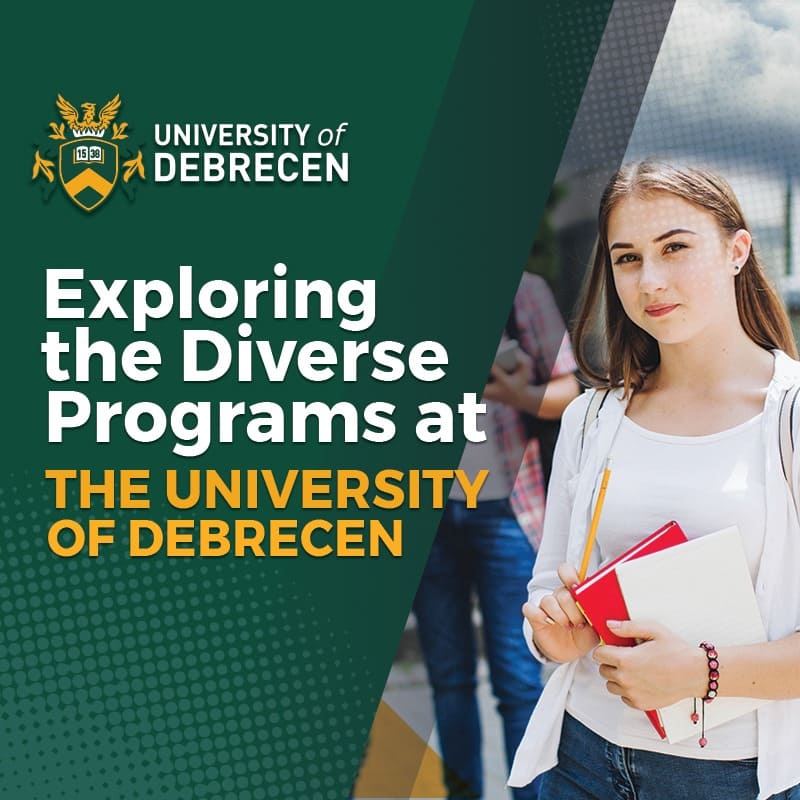 15 38
UNIVERSITY of
DEBRECEN
Exploring
the Diverse
Programs at
THE UNIVERSITY
OF DEBRECEN